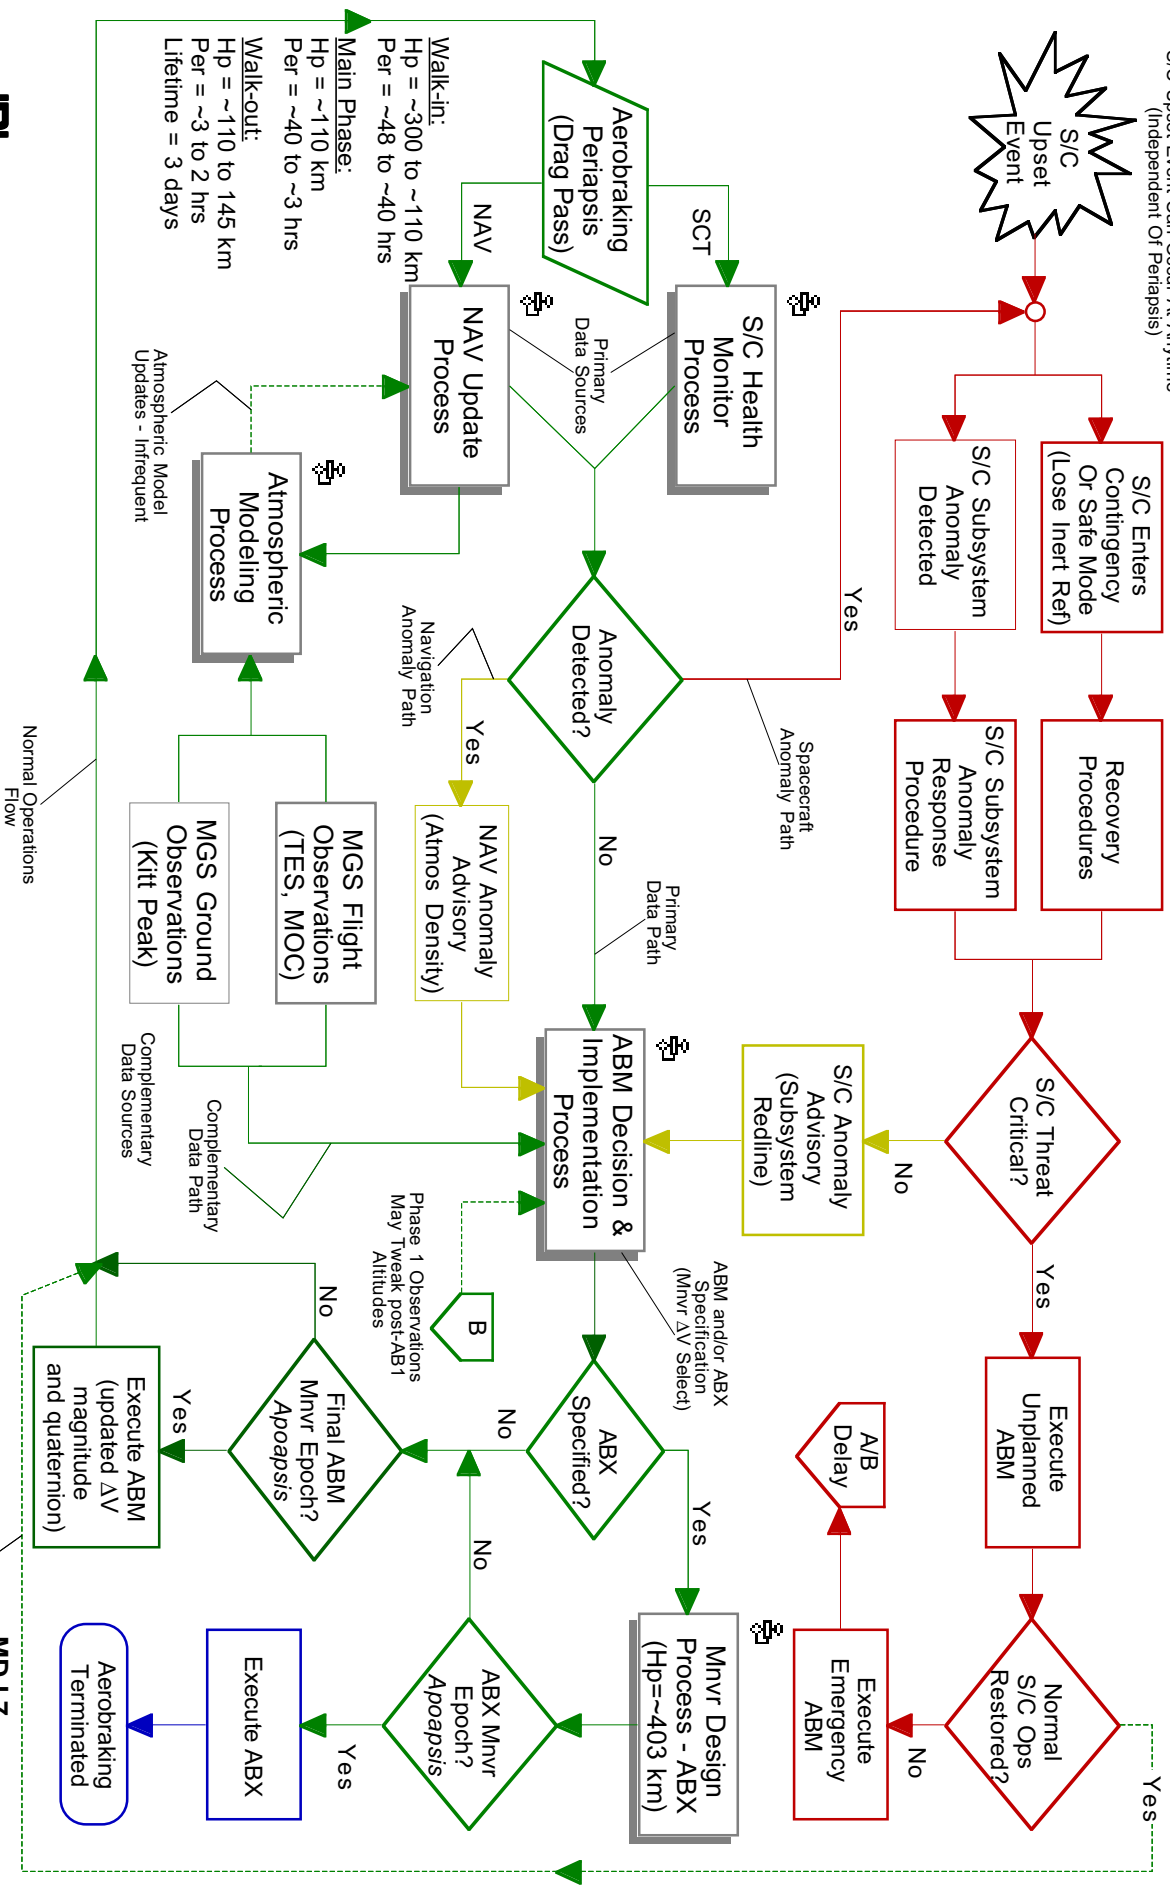 (Independent Of Periapsis)
S/C
Upset
Event
S/C Enters
Contingency
Or Safe Mode
(Lose Inert Ref)
Recovery
Procedures
S/C Subsystem
Anomaly
Detected
S/C Subsystem
Anomaly
Response
Procedure
S/C Threat
Critical?
Yes
No
Execute
Unplanned
ABM
Normal
S/C Ops
Restored?
Yes
No
Execute
Emergency
ABM
A/B
Delay
S/C Anomaly
Advisory
(Subsystem
Redline)
Yes
Spacecraft
Anomaly Path
SCT
S/C Health
Monitor
Process
Primary
Data Sources
Aerobraking
Periapsis
(Drag Pass)
NAV
NAV Update
Process
Anomaly
Detected?
No
Primary
Data Path
Yes
Navigation
Anomaly Path
NAV Anomaly
Advisory
(Atmos Density)
ABM Decision &
Implementation
Process
ABM and/or ABX
Specification
(Mnvr ΔV Select)
ABX
Specified?
Yes
No
Mnvr Design
Process - ABX
(Hp=~403 km)
ABX Mnvr
Epoch?
Apoapsis
No
Yes
Execute ABX
Aerobraking
Terminated
B
Phase 1 Observations
May Tweak post-AB1
Altitudes
Final ABM
Mnvr Epoch?
Apoapsis
No
Yes
Execute ABM
(updated ΔV
magnitude
and quaternion)
Walk-in:
Hp = ~300 to ~110 km
Per = ~48 to ~40 hrs
Main Phase:
Hp = ~110 km
Per = ~40 to ~3 hrs
Walk-out:
Hp = ~110 to 145 km
Per = ~3 to 2 hrs
Lifetime = 3 days
Atmospheric Model
Updates - Infrequent
Atmospheric
Modeling
Process
MGS Flight
Observations
(TES, MOC)
MGS Ground
Observations
(Kitt Peak)
Complementary
Data Sources
Complementary
Data Path
Normal Operations
Flow